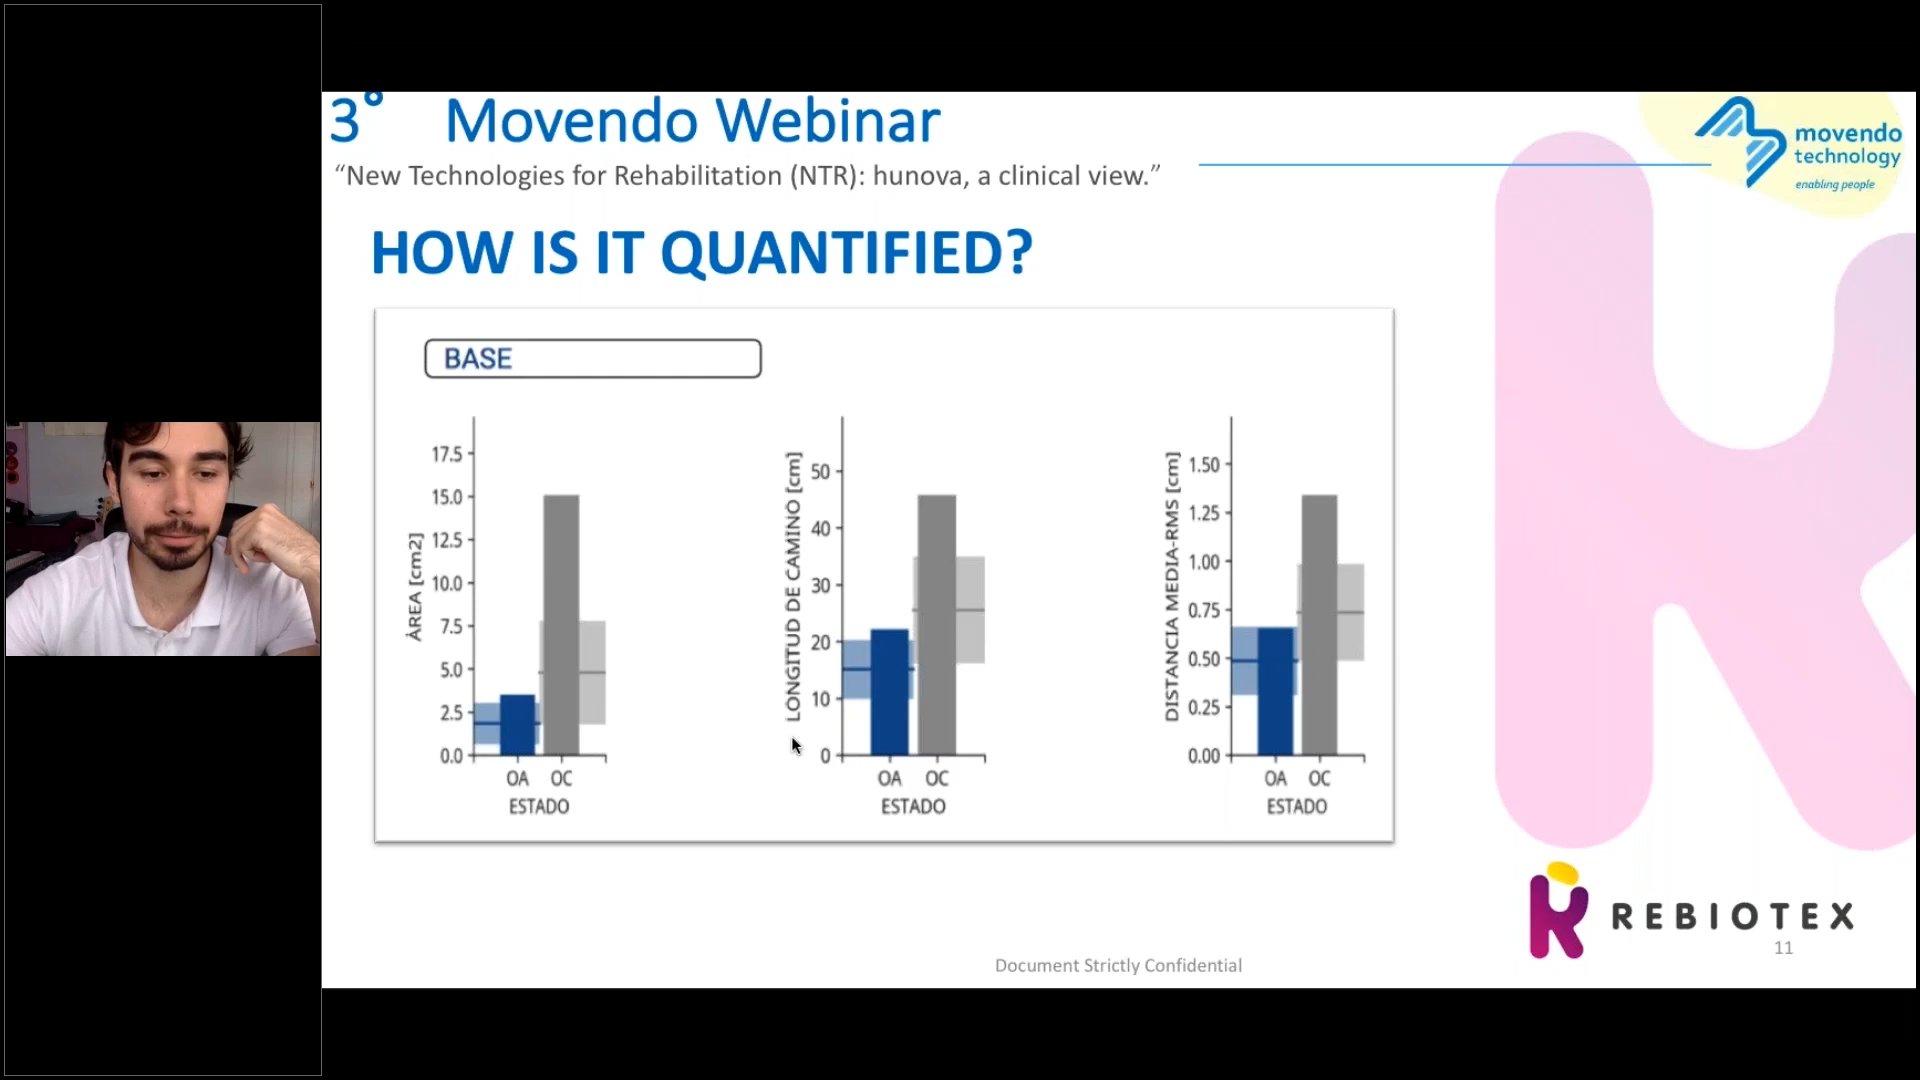 3° Movendo Webinar
“New Technologies for Rehabilitation (NTR): hunova, a clinical view.”
movendo
technology
enabling people
HOW IS IT QUANTIFIED?
BASE
ÁREA [cm2]
17.5
15.0
12.5
10.0
7.5
5.0
2.5
0.0
OA OC
ESTADO
LONGITUD DE CAMINO [cm]
50
40
30
20
10
0
OA OC
ESTADO
DISTANCIA MEDIA-RMS [cm]
1.50
1.25
1.00
0.75
0.50
0.25
0.00
OA OC
ESTADO
REBIOTEX
11
Document Strictly Confidential